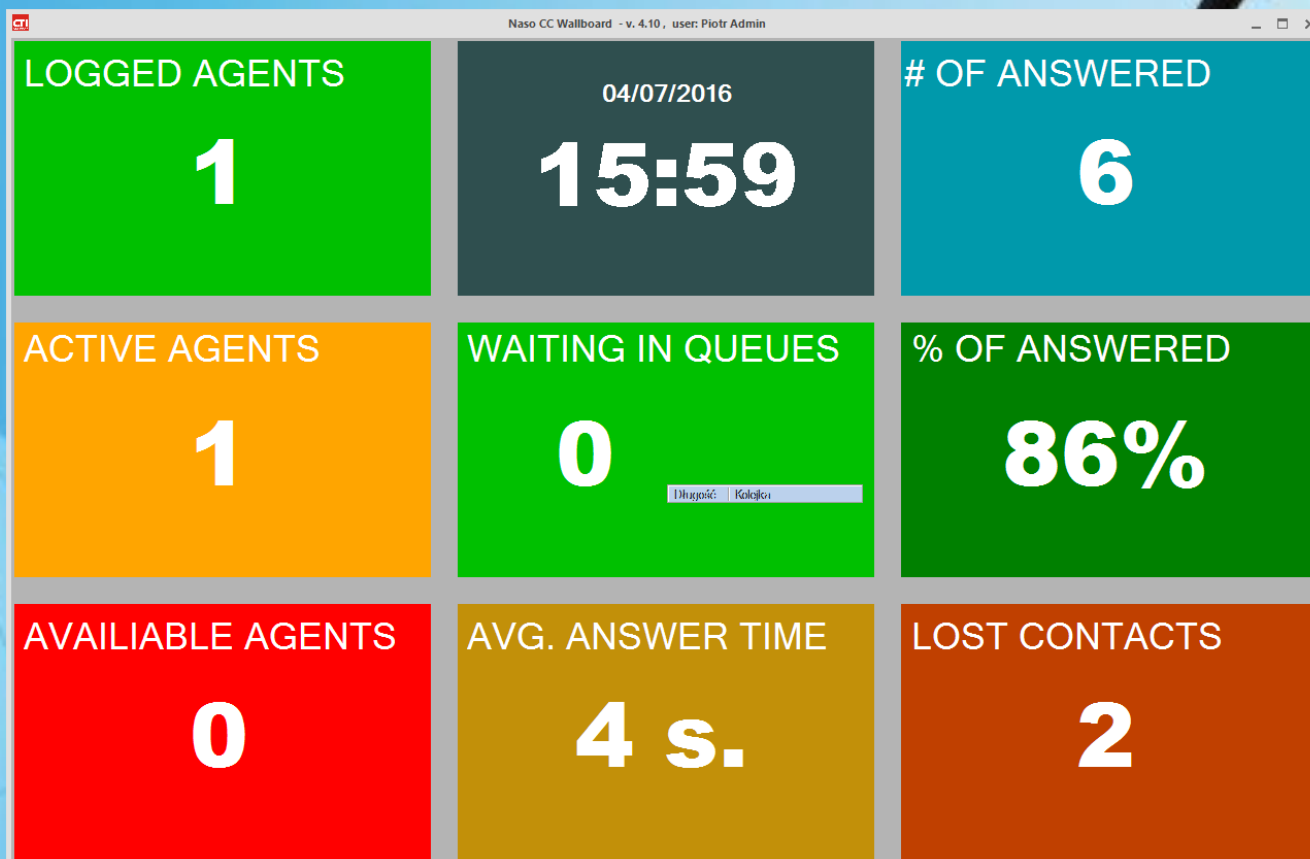 CTI
Naso CC Wallboard - v. 4.10 , user: Piotr Admin
LOGGED AGENTS
1
04/07/2016
15:59
# OF ANSWERED
6
ACTIVE AGENTS
1
WAITING IN QUEUES
0
Długość Kolejka
% OF ANSWERED
86%
AVAILIABLE AGENTS
0
AVG. ANSWER TIME
4 s.
LOST CONTACTS
2